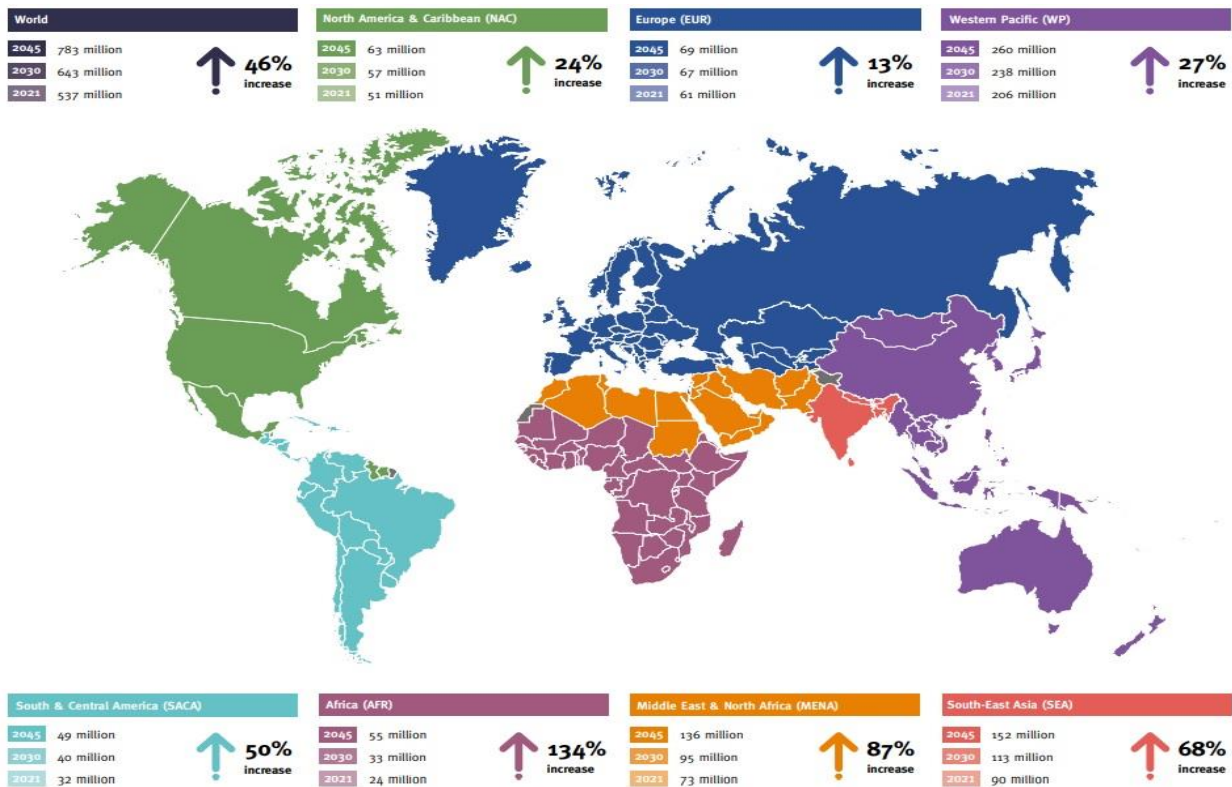 World
2045 783 million
2030 643 million
2021 537 million
46%
increase
North America & Caribbean (NAC)
2045 63 million
2030 57 million
2021 51 million
24%
increase
Europe (EUR)
2045 69 million
2030 67 million
2021 61 million
13%
increase
Western Pacific (WP)
2045 260 million
2030 238 million
2021 206 million
27%
increase
South & Central America (SACA)
2045 49 million
2030 40 million
2021 32 million
50%
increase
Africa (AFR)
2045 55 million
2030 33 million
2021 24 million
134%
increase
Middle East & North Africa (MENA)
2045 136 million
2030 95 million
2021 73 million
87%
increase
South-East Asia (SEA)
2045 152 million
2030 113 million
2021 90 million
68%
increase